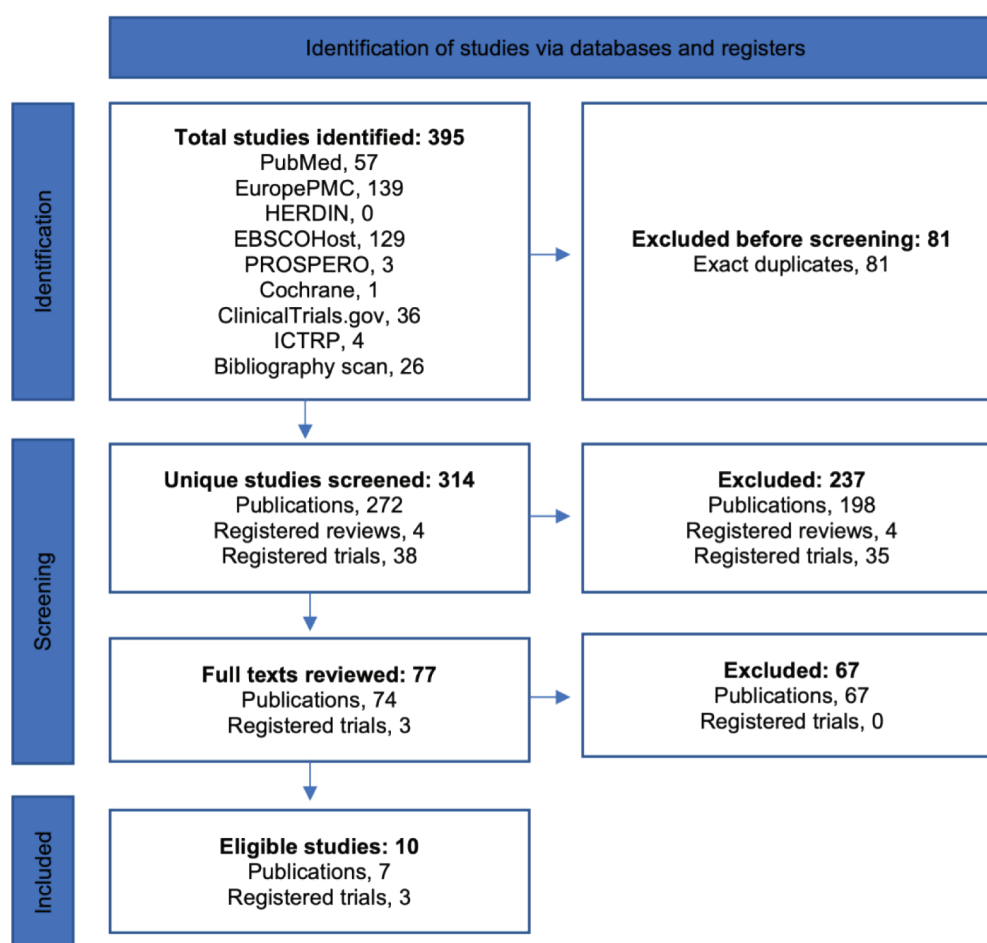 Identification of studies via databases and registers
Identification
Total studies identified: 395
PubMed, 57
EuropePMC, 139
HERDIN, 0
EBSCOHost, 129
PROSPERO, 3
Cochrane, 1
ClinicalTrials.gov, 36
ICTRP, 4
Bibliography scan, 26
Excluded before screening: 81
Exact duplicates, 81
Screening
Unique studies screened: 314
Publications, 272
Registered reviews, 4
Registered trials, 38
Excluded: 237
Publications, 198
Registered reviews, 4
Registered trials, 35
Full texts reviewed: 77
Publications, 74
Registered trials, 3
Excluded: 67
Publications, 67
Registered trials, 0
Included
Eligible studies: 10
Publications, 7
Registered trials, 3